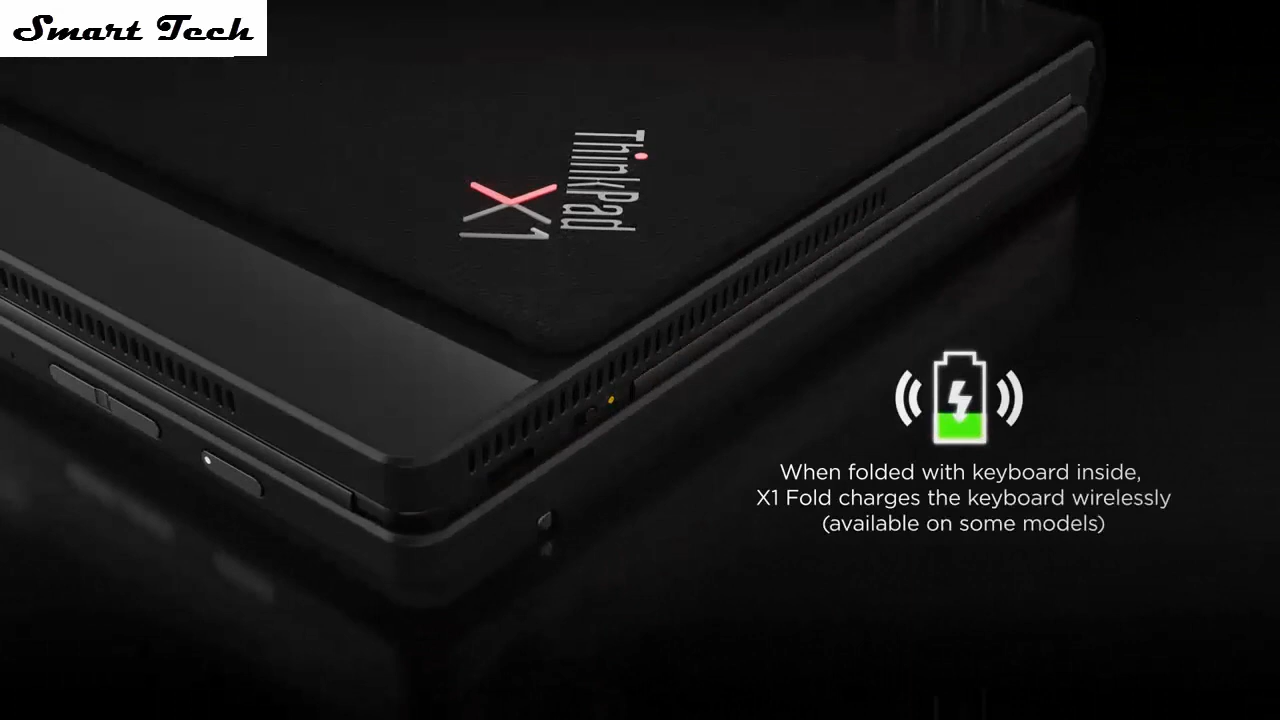 Smart Tech
ThinkPad
X1
When folded with keyboard inside,
X1 Fold charges the keyboard wirelessly
(available on some models)